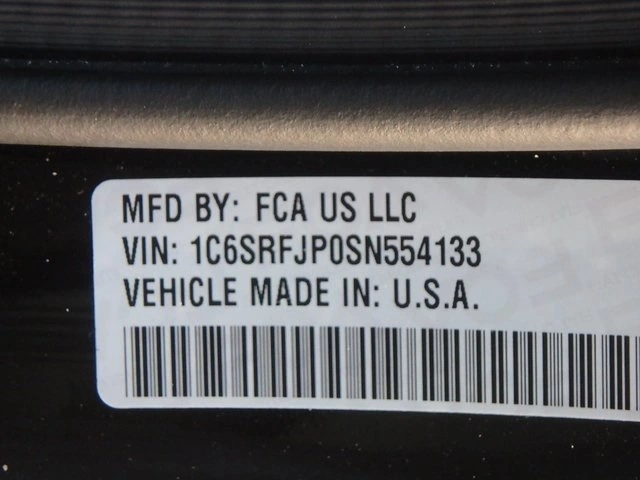 MFD BY: FCA US LLC
VIN: 1C6SRFJP0SN554133
VEHICLE MADE IN: U.S.A.